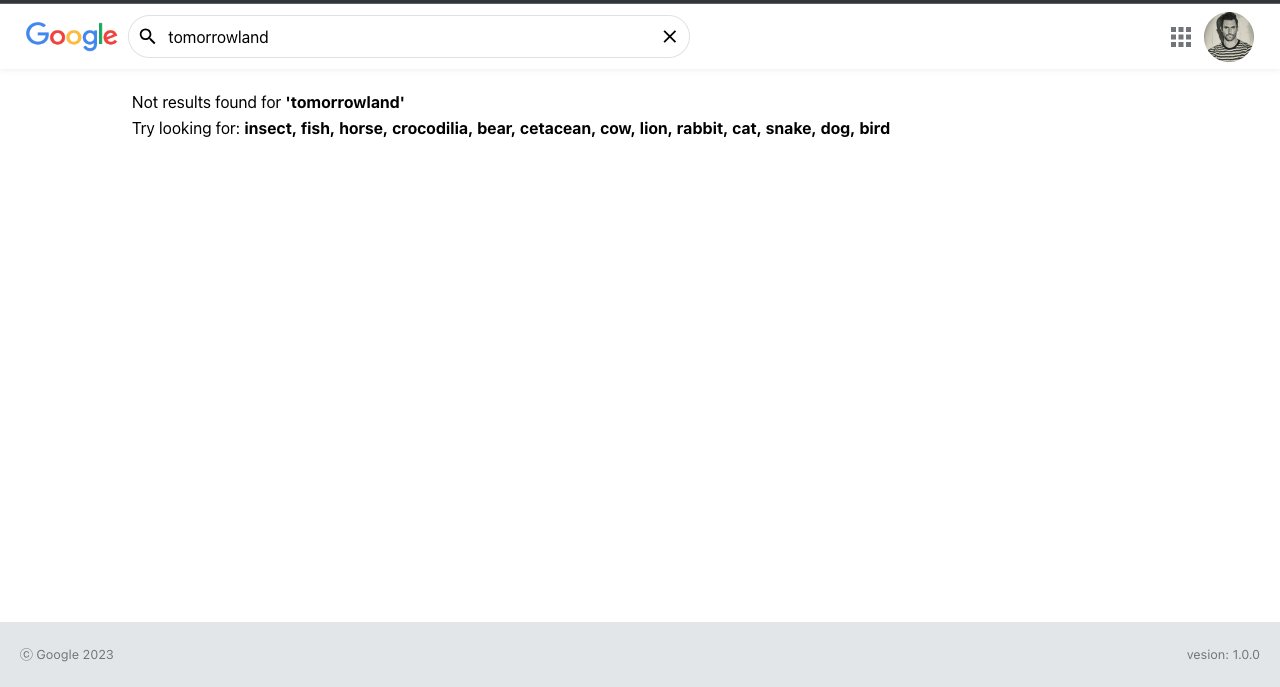 Google
tomorrowland
Not results found for 'tomorrowland'
Try looking for: insect, fish, horse, crocodilia, bear, cetacean, cow, lion, rabbit, cat, snake, dog, bird
© Google 2023
vesion: 1.0.0